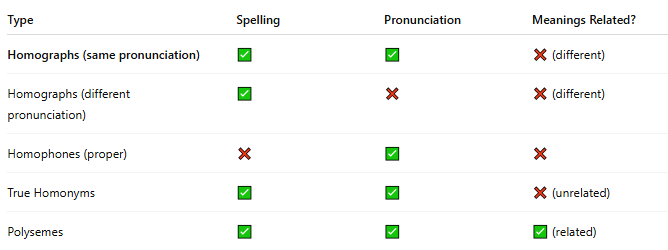 Type Spelling Pronunciation Meanings Related?
Homographs (same pronunciation) ✅ ✅ ❌ (different)
Homographs (different
pronunciation) ✅ ❌ ❌ (different)
Homophones (proper) ❌ ✅ ❌
True Homonyms ✅ ✅ ❌ (unrelated)
Polysemes ✅ ✅ ✅ (related)